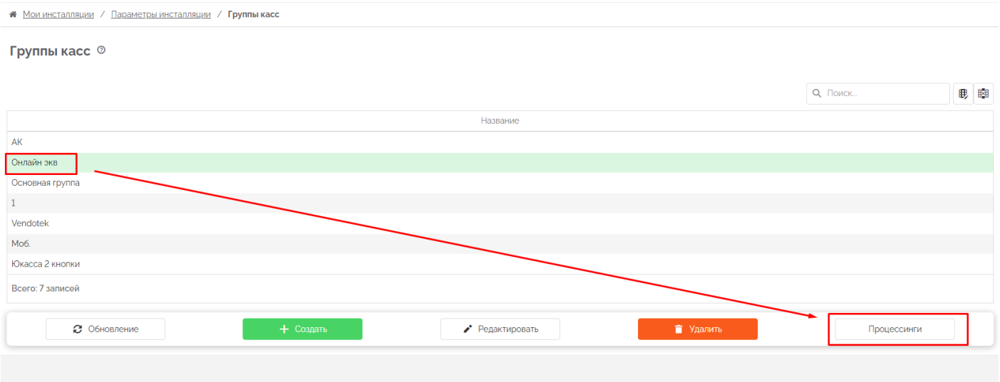 Мои инсталляции / Параметры инсталляции / Группы касс
Группы касс
Поиск...
Название
АК
Онлайн экв
Основная группа
1
Vendotek
Моб.
Юкасса 2 кнопки
Всего: 7 записей
Обновление
Создать
Редактировать
Удалить
Процессинги